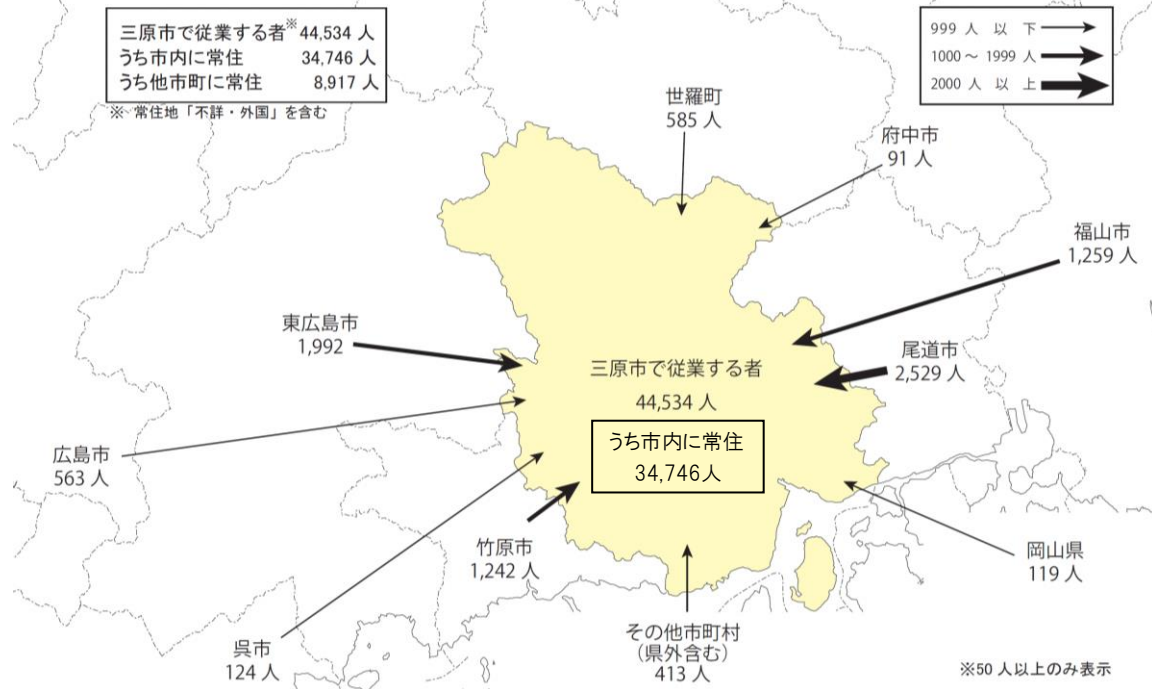 三原市で従業する者※ 44,534 人
うち市内に常住 34,746 人
うち他市町に常住 8,917 人
※ 常住地「不詳・外国」を含む
999 人 以 下
1000 ~ 1999 人
2000 人 以 上
世羅町
585 人
府中市
91 人
福山市
1,259 人
東広島市
1,992
尾道市
2,529 人
三原市で従業する者
44,534 人
うち市内に常住
34,746人
広島市
563 人
竹原市
1,242 人
岡山県
119 人
呉市
124 人
その他市町村
(県外含む)
413 人
※50 人以上のみ表示